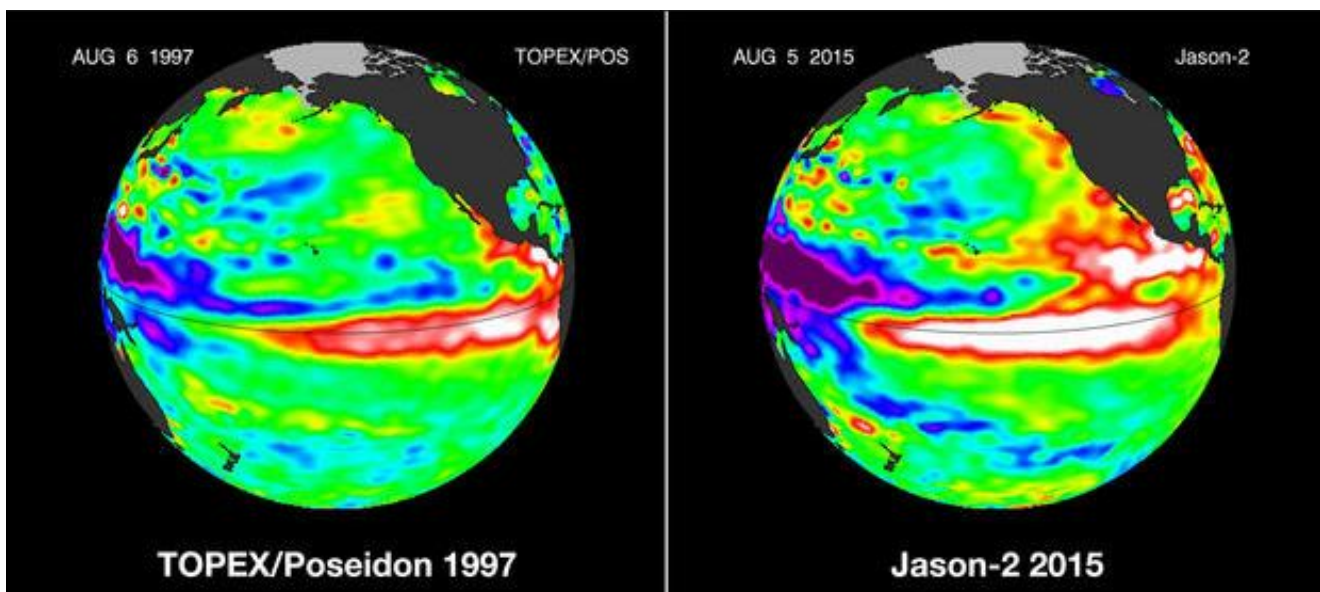 AUG 6 1997
TOPEX/POS
TOPEX/Poseidon 1997
AUG 5 2015
Jason-2
Jason-2 2015